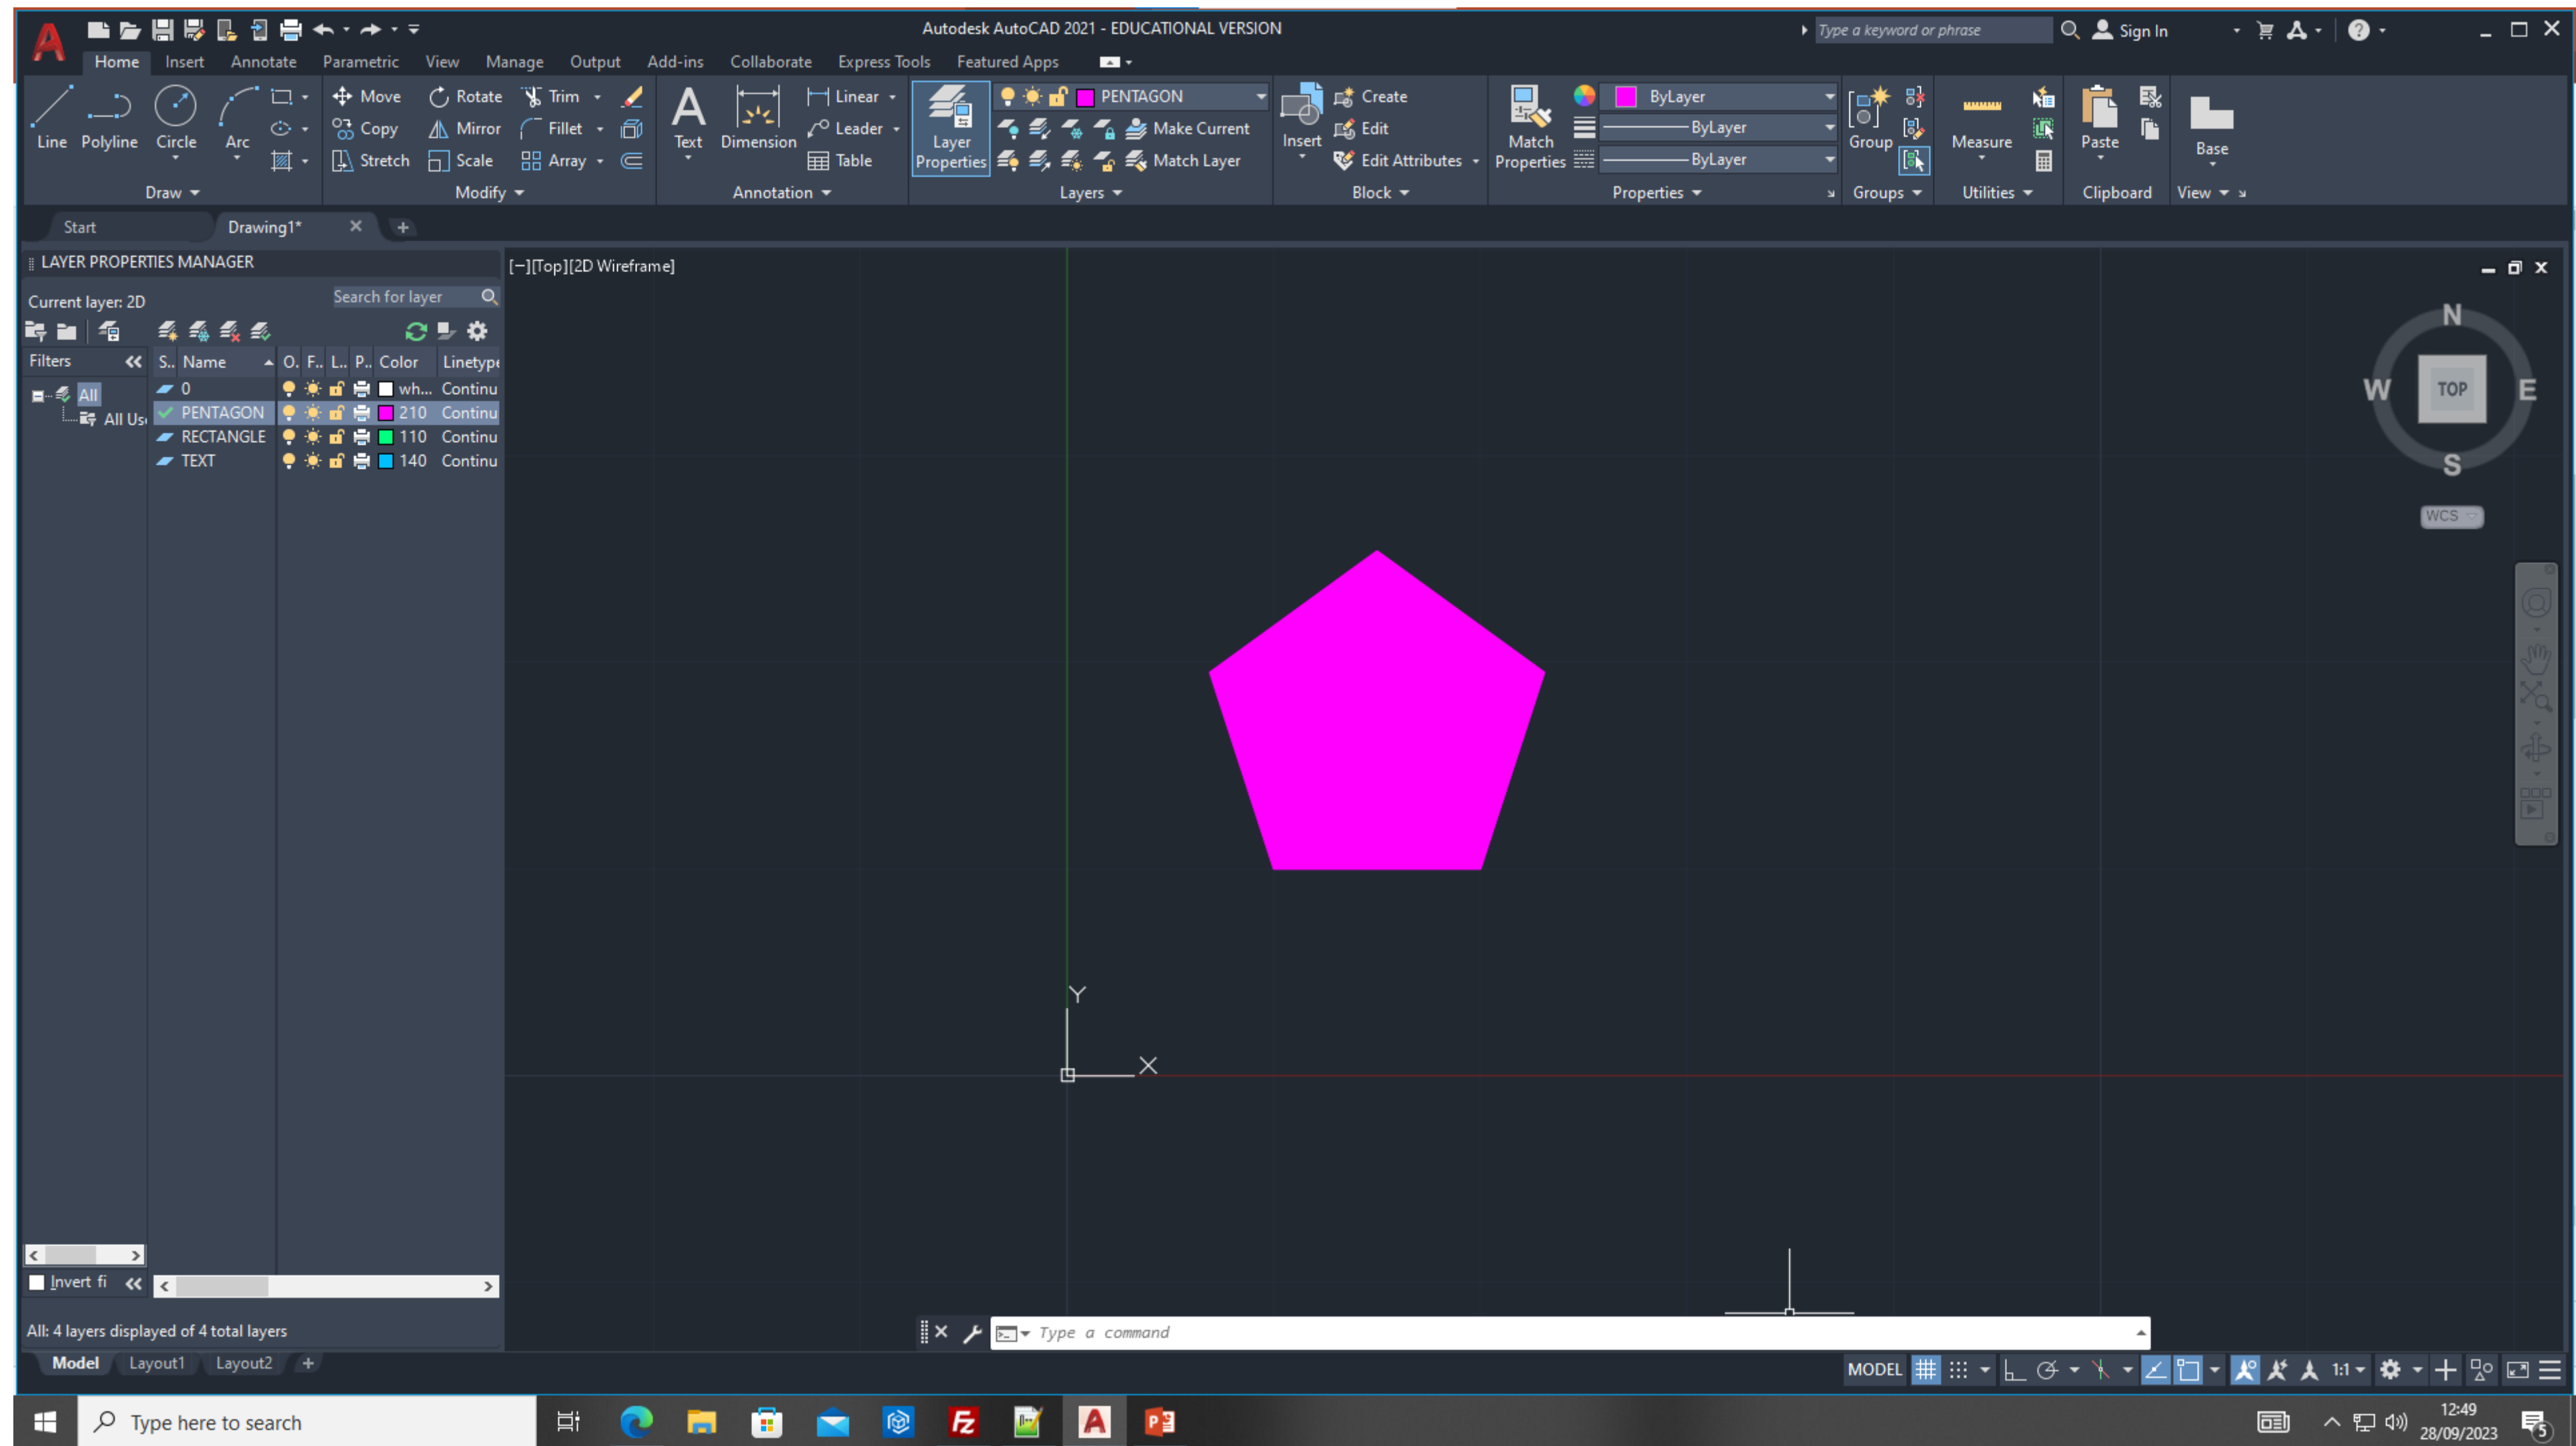 Autodesk AutoCAD 2021 - EDUCATIONAL VERSION
Type a keyword or phrase
Sign In
Home Insert Annotate Parametric View Manage Output Add-ins Collaborate Express Tools Featured Apps
Line Polyline Circle Arc
Move Rotate Trim
Copy Mirror Fillet
Stretch Scale Array
Text Dimension
Linear
Leader
Table
Layer Properties
PENTAGON
Make Current
Match Layer
Insert
Create
Edit
Edit Attributes
Match Properties
ByLayer
ByLayer
ByLayer
Group
Measure
Paste
Base
Draw Modify Annotation Layers Block Properties Groups Utilities Clipboard View
Start Drawing1*
LAYER PROPERTIES MANAGER
[−][Top][2D Wireframe]
Current layer: 2D
Search for layer
Filters S.. Name O. F.. L.. P.. Color Linetype
All
All Us
0 wh... Continu
PENTAGON 210 Continu
RECTANGLE 110 Continu
TEXT 140 Continu
N
W TOP E
S
WCS
Y
X
Invert fi
All: 4 layers displayed of 4 total layers
Type a command
Model Layout1 Layout2
MODEL 1:1
Type here to search
12:49
28/09/2023
5